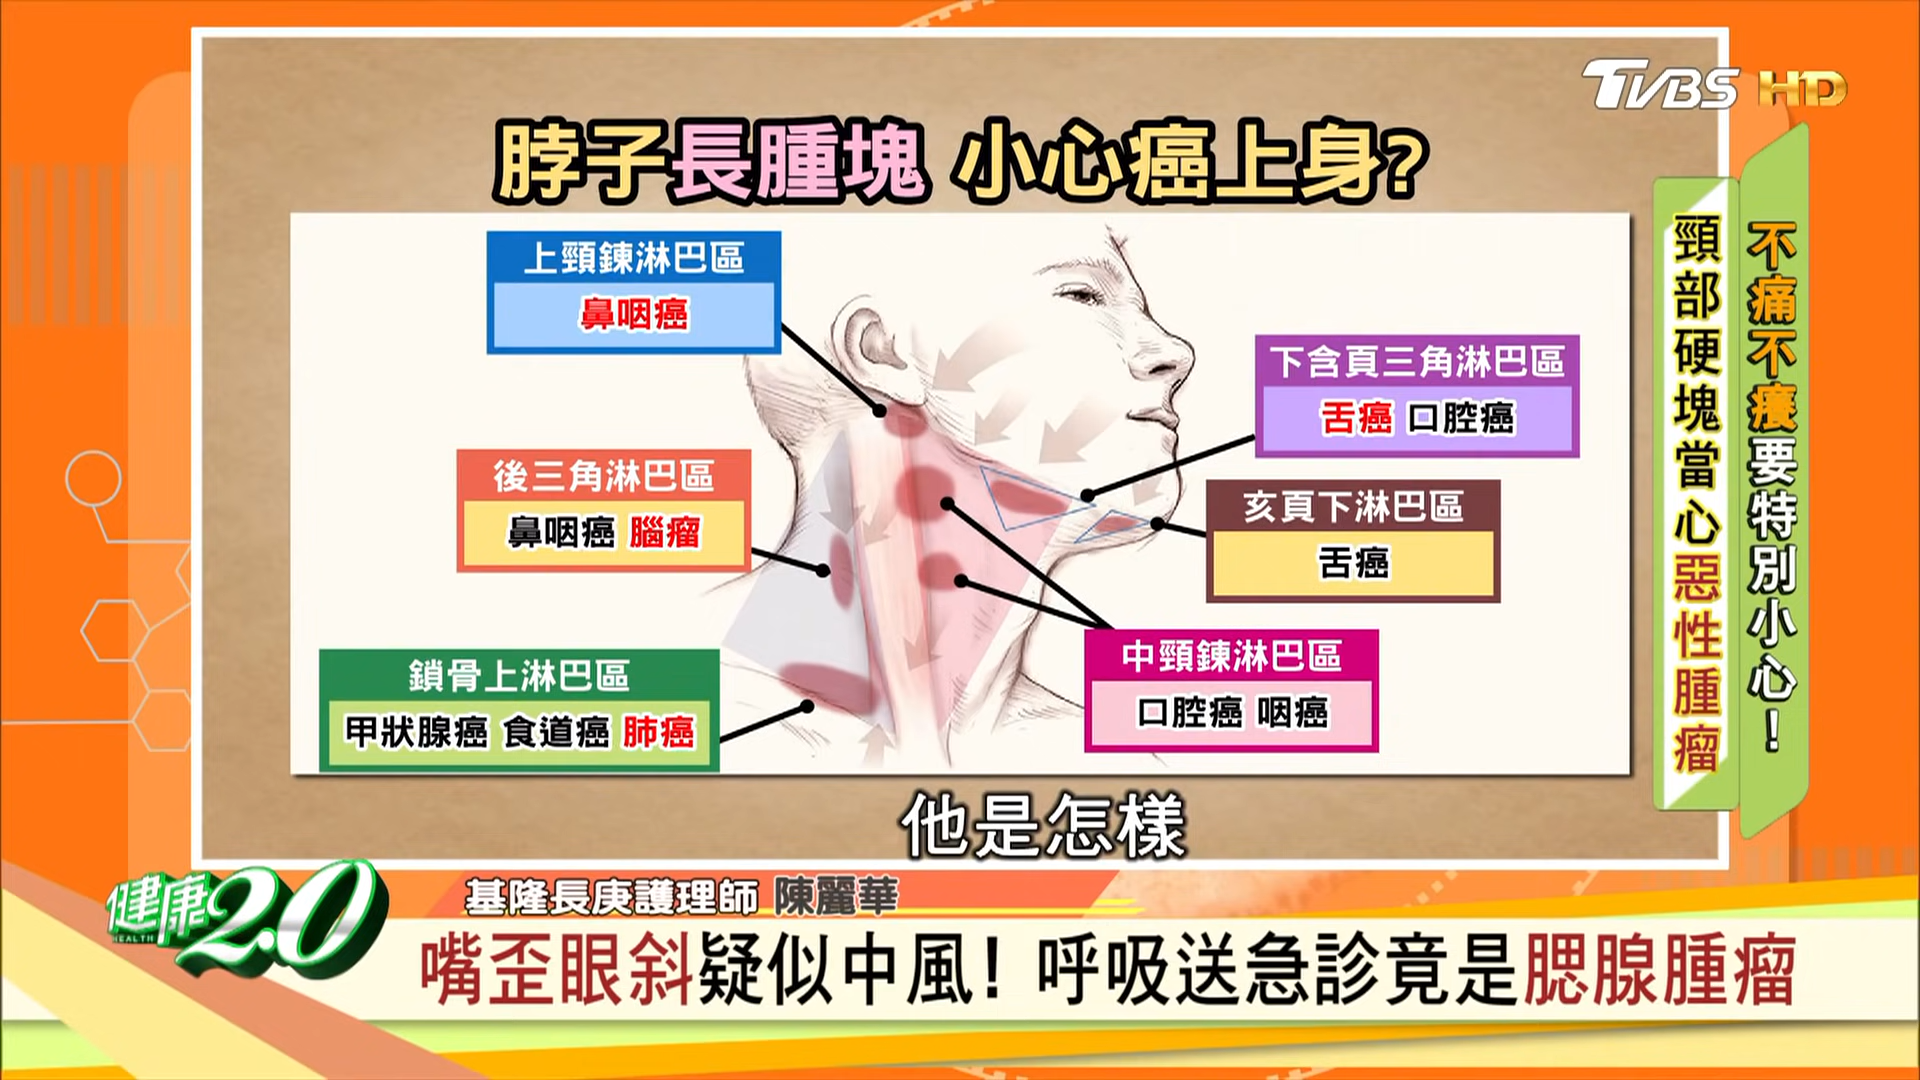 TVBS HD
脖子長腫塊 小心癌上身?
上頸鍊淋巴區
鼻咽癌
下含頁三角淋巴區
舌癌 口腔癌
後三角淋巴區
鼻咽癌 腦瘤
亥頁下淋巴區
舌癌
中頸鍊淋巴區
口腔癌 咽癌
鎖骨上淋巴區
甲狀腺癌 食道癌 肺癌
不痛不癢要特別小心!
頸部硬塊當心惡性腫瘤
他是怎樣
健康2.0
HEALTH
基隆長庚護理師 陳麗華
嘴歪眼斜疑似中風! 呼吸送急診竟是腮腺腫瘤